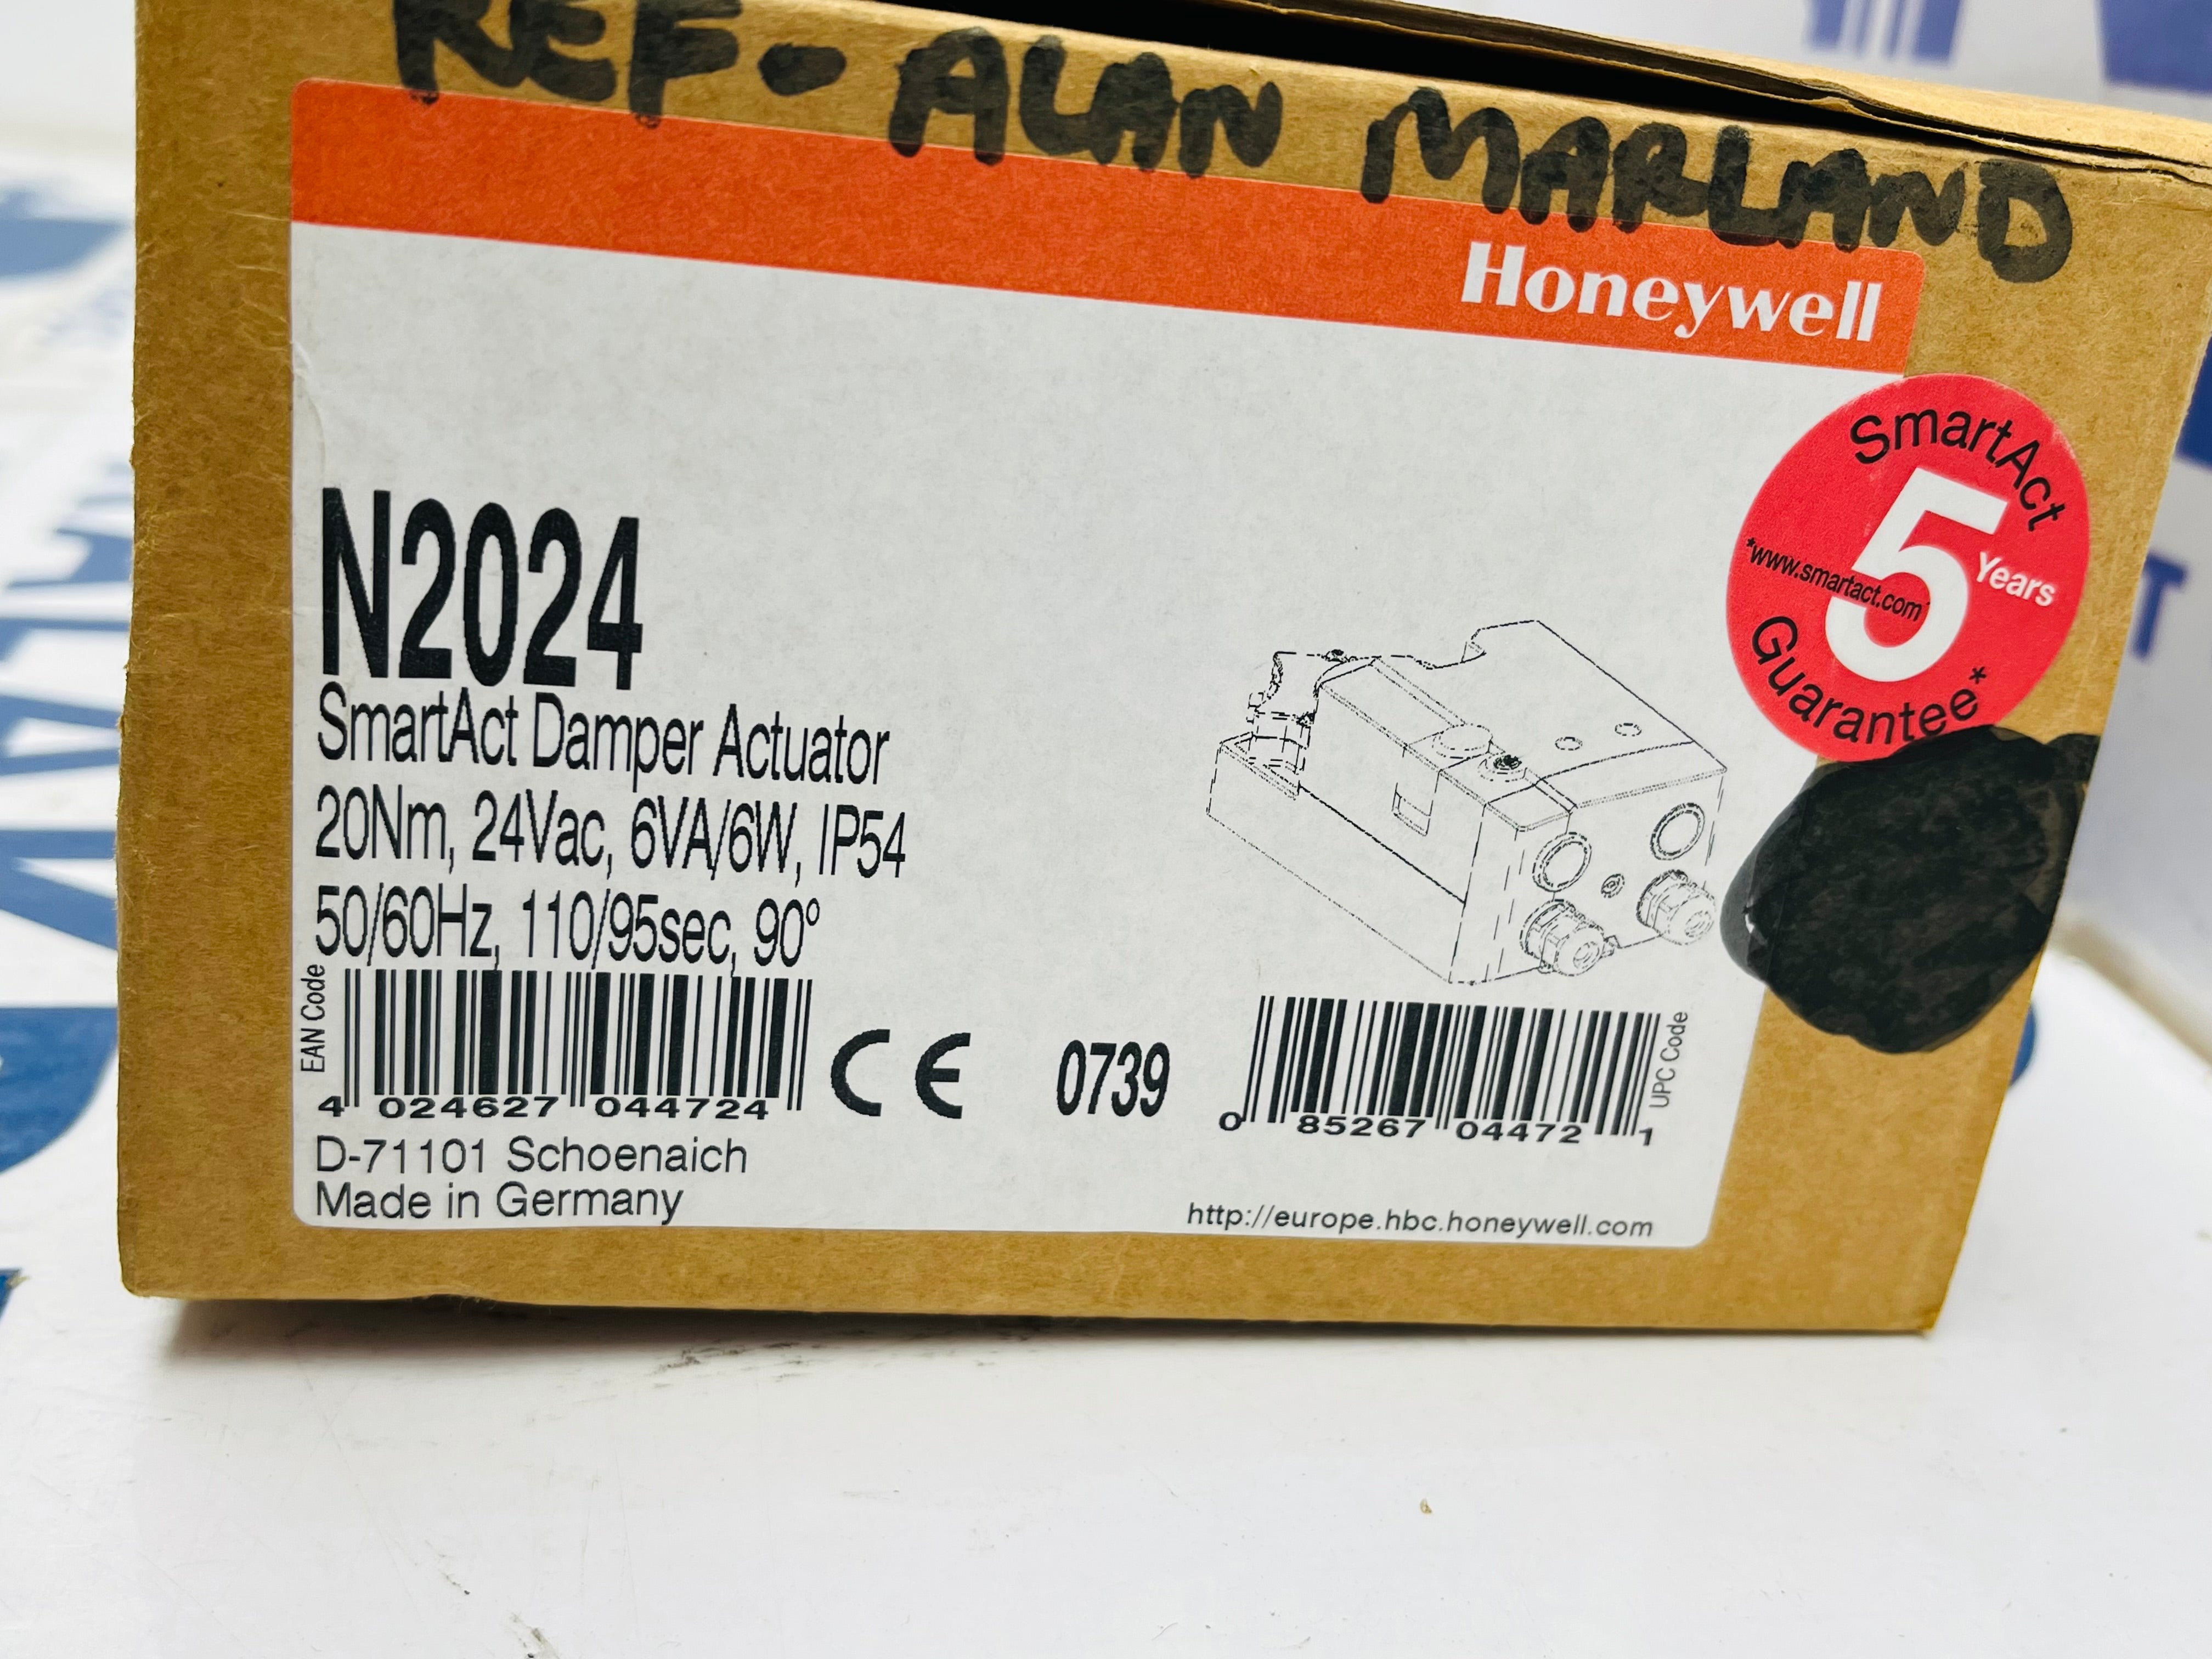 REF- ALAN MARLAND
Honeywell
SmartAct
5
Years
*www.smartact.com
Guarantee*
N2024
SmartAct Damper Actuator
20Nm, 24Vac, 6VA/6W, IP54
50/60Hz, 110/95sec, 90°
EAN Code
4 024627 044724
CE 0739
0 85267 04472 1
UPC Code
D-71101 Schoenaich
Made in Germany
http://europe.hbc.honeywell.com